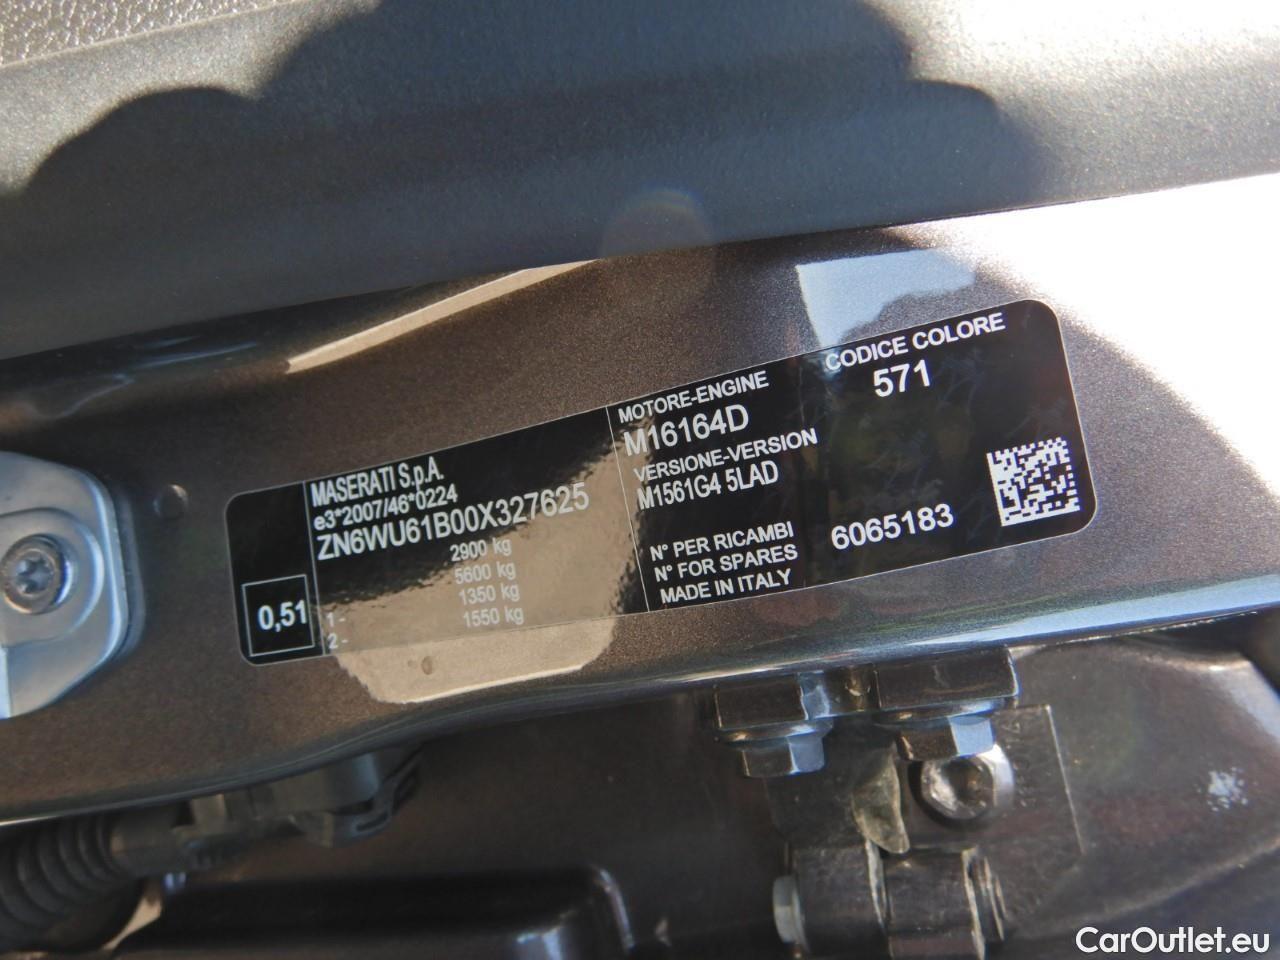 MASERATI S.p.A.
e3*2007/46*0224
ZN6WU61B00X327625
2900 kg
5600 kg
1 - 1350 kg
2 - 1550 kg
0,51
MOTORE-ENGINE
M16164D
VERSIONE-VERSION
M1561G4 5LAD
N° PER RICAMBI
N° FOR SPARES
MADE IN ITALY
CODICE COLORE
571
6065183
CarOutlet.eu